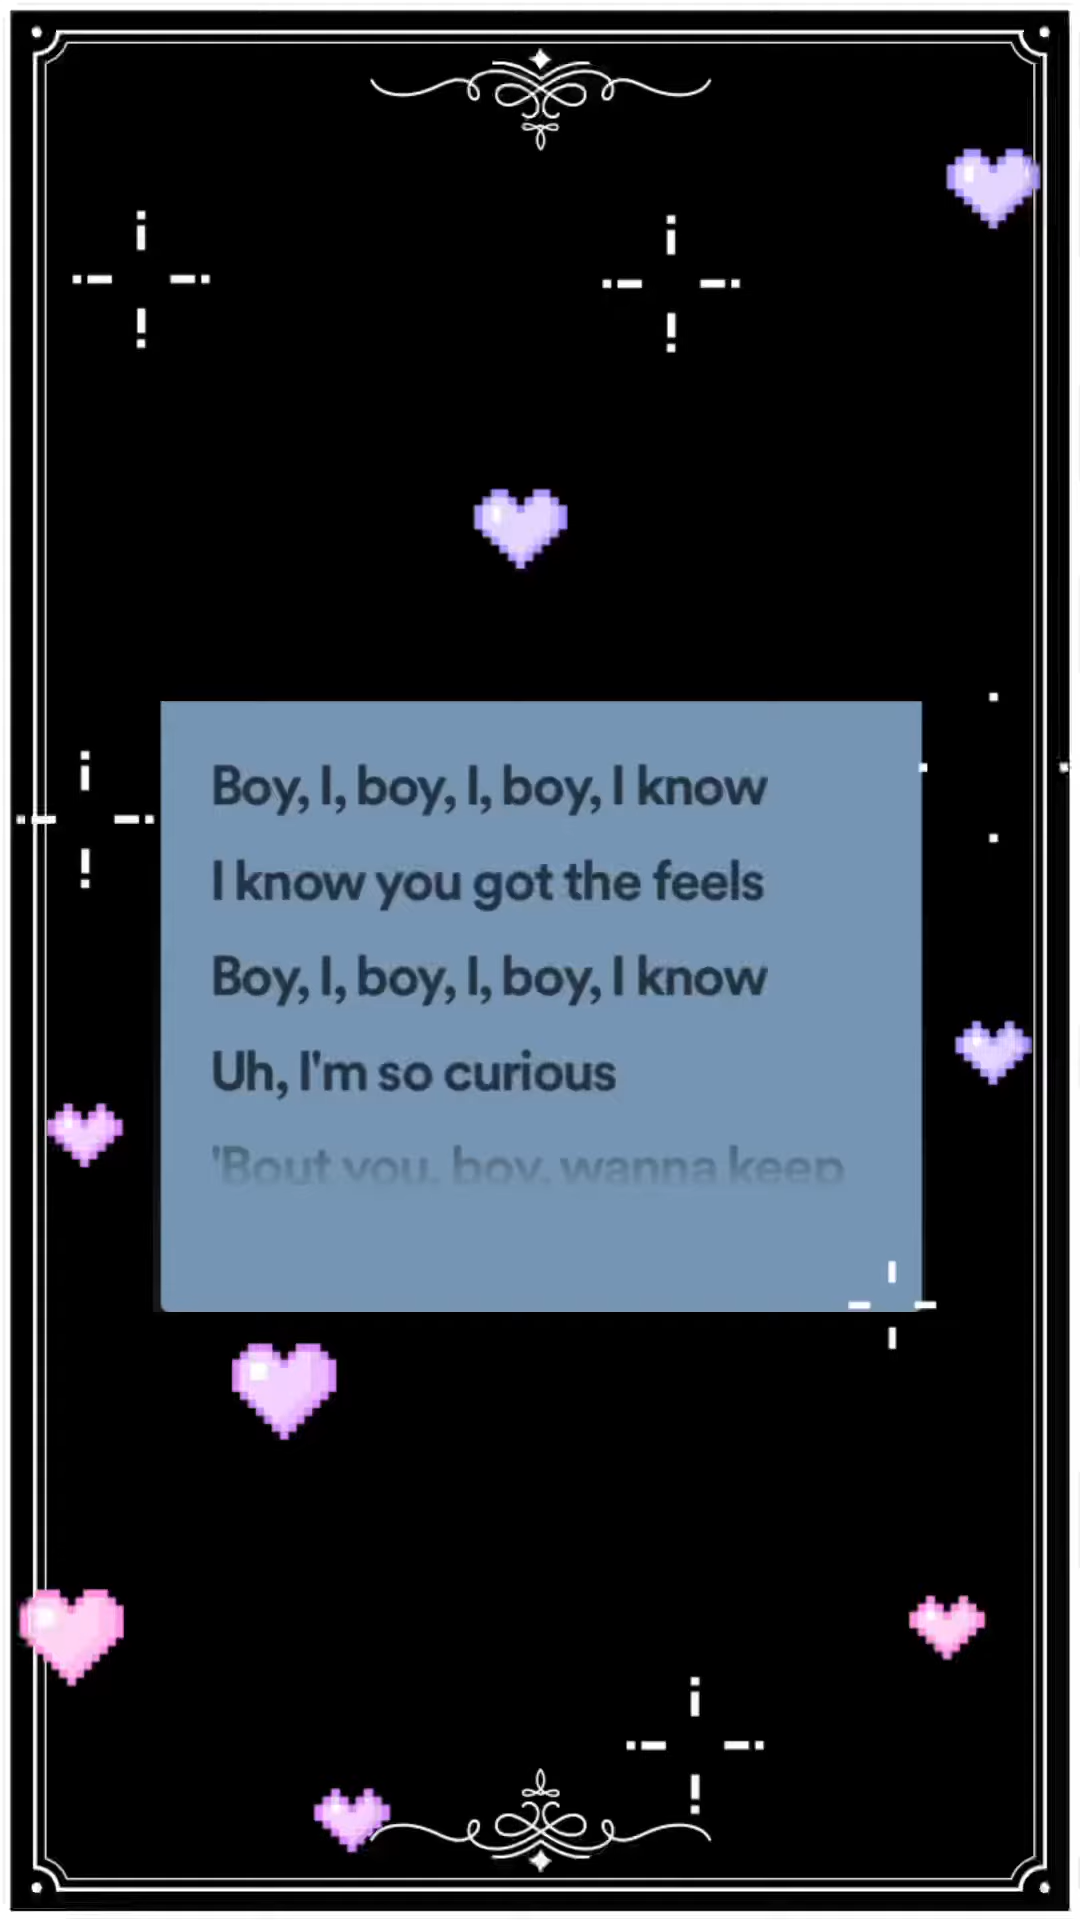 Boy, I, boy, I, boy, I know
I know you got the feels
Boy, I, boy, I, boy, I know
Uh, I'm so curious
'Bout you, boy, wanna keep